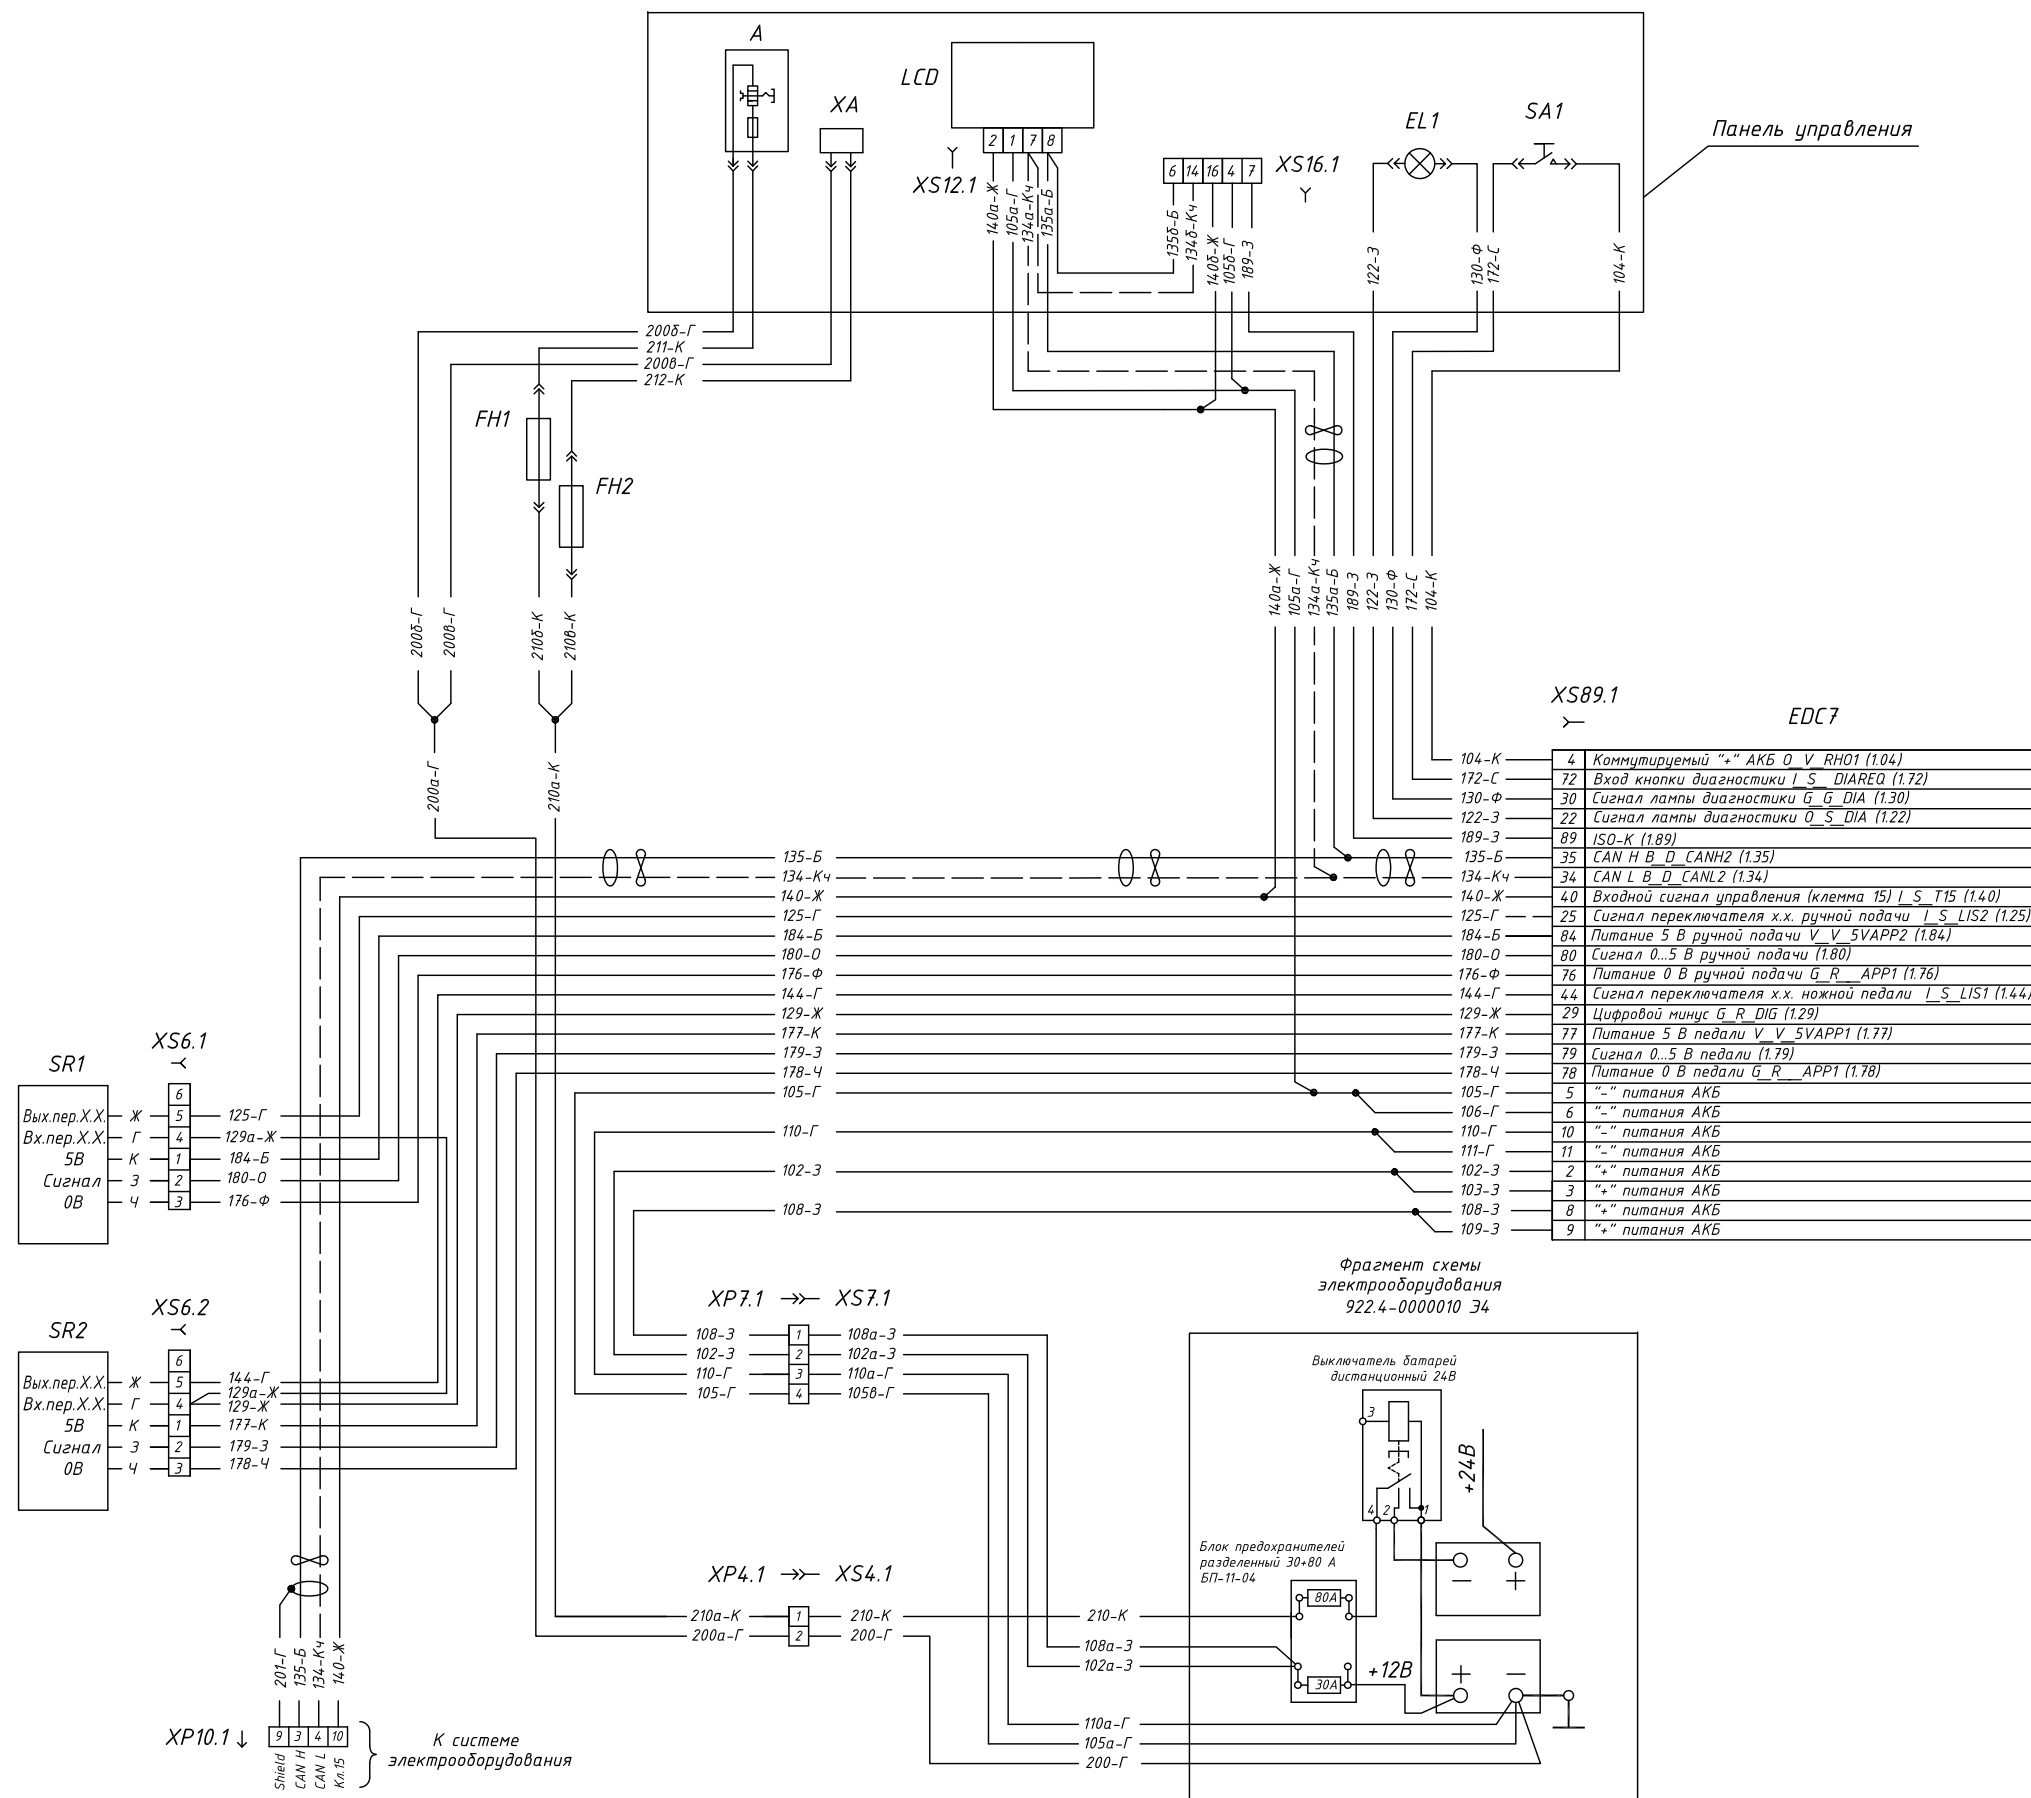 A
XA
LCD
2 1 7 8
XS12.1
140а-Ж
105а-Г
134а-Кч
135а-Б
6 14 16 4 7
XS16.1
135б-Б
134б-Кч
140б-Ж
105б-Г
189-З
EL1
SA1
122-З
130-Ф
172-С
104-К
Панель управления
200б-Г
211-К
200в-Г
212-К
FH1
FH2
200б-Г
200в-Г
210б-К
210в-К
200а-Г
210а-К
140а-Ж
105а-Г
134а-Кч
135а-Б
189-З
122-З
130-Ф
172-С
104-К
XS89.1
EDC7
104-К 4 Коммутируемый "+" АКБ O_V_RHO1 (1.04)
172-С 72 Вход кнопки диагностики I_S_DIAREQ (1.72)
130-Ф 30 Сигнал лампы диагностики G_G_DIA (1.30)
122-З 22 Сигнал лампы диагностики O_S_DIA (1.22)
189-З 89 ISO-K (1.89)
135-Б 135-Б 35 CAN H B_D_CANH2 (1.35)
134-Кч 134-Кч 34 CAN L B_D_CANL2 (1.34)
140-Ж 140-Ж 40 Входной сигнал управления (клемма 15) I_S_T15 (1.40)
125-Г 125-Г 25 Сигнал переключателя х.х. ручной подачи I_S_LIS2 (1.25)
184-Б 184-Б 84 Питание 5 В ручной подачи V_V_5VAPP2 (1.84)
180-О 180-О 80 Сигнал 0...5 В ручной подачи (1.80)
176-Ф 176-Ф 76 Питание 0 В ручной подачи G_R__APP1 (1.76)
144-Г 144-Г 44 Сигнал переключателя х.х. ножной педали I_S_LIS1 (1.44)
129-Ж 129-Ж 29 Цифровой минус G_R_DIG (1.29)
177-К 177-К 77 Питание 5 В педали V_V_5VAPP1 (1.77)
179-З 179-З 79 Сигнал 0...5 В педали (1.79)
178-Ч 178-Ч 78 Питание 0 В педали G_R__APP1 (1.78)
105-Г 105-Г 5 "-" питания АКБ
106-Г 6 "-" питания АКБ
110-Г 110-Г 10 "-" питания АКБ
111-Г 11 "-" питания АКБ
102-З 102-З 2 "+" питания АКБ
103-З 3 "+" питания АКБ
108-З 108-З 8 "+" питания АКБ
109-З 9 "+" питания АКБ
SR1
XS6.1
6
Вых.пер.Х.Х. Ж 5 125-Г
Вх.пер.Х.Х. Г 4 129а-Ж
5В К 1 184-Б
Сигнал З 2 180-О
0В Ч 3 176-Ф
SR2
XS6.2
6
Вых.пер.Х.Х. Ж 5 144-Г
129а-Ж
Вх.пер.Х.Х. Г 4 129-Ж
5В К 1 177-К
Сигнал З 2 179-З
0В Ч 3 178-Ч
XP7.1 XS7.1
108-З 1 108а-З
102-З 2 102а-З
110-Г 3 110а-Г
105-Г 4 105в-Г
XP4.1 XS4.1
210а-К 1 210-К
200а-Г 2 200-Г
Фрагмент схемы
электрооборудования
922.4-0000010 Э4
Выключатель батарей
дистанционный 24В
3
4 2 1
+24В
Блок предохранителей
разделенный 30+80 А
БП-11-04
80А
30А
+12В
210-К
108а-З
102а-З
110а-Г
105а-Г
200-Г
201-Г
135-Б
134-Кч
140-Ж
XP10.1
9 3 4 10
Shield
CAN H
CAN L
Кл.15
К системе
электрооборудования